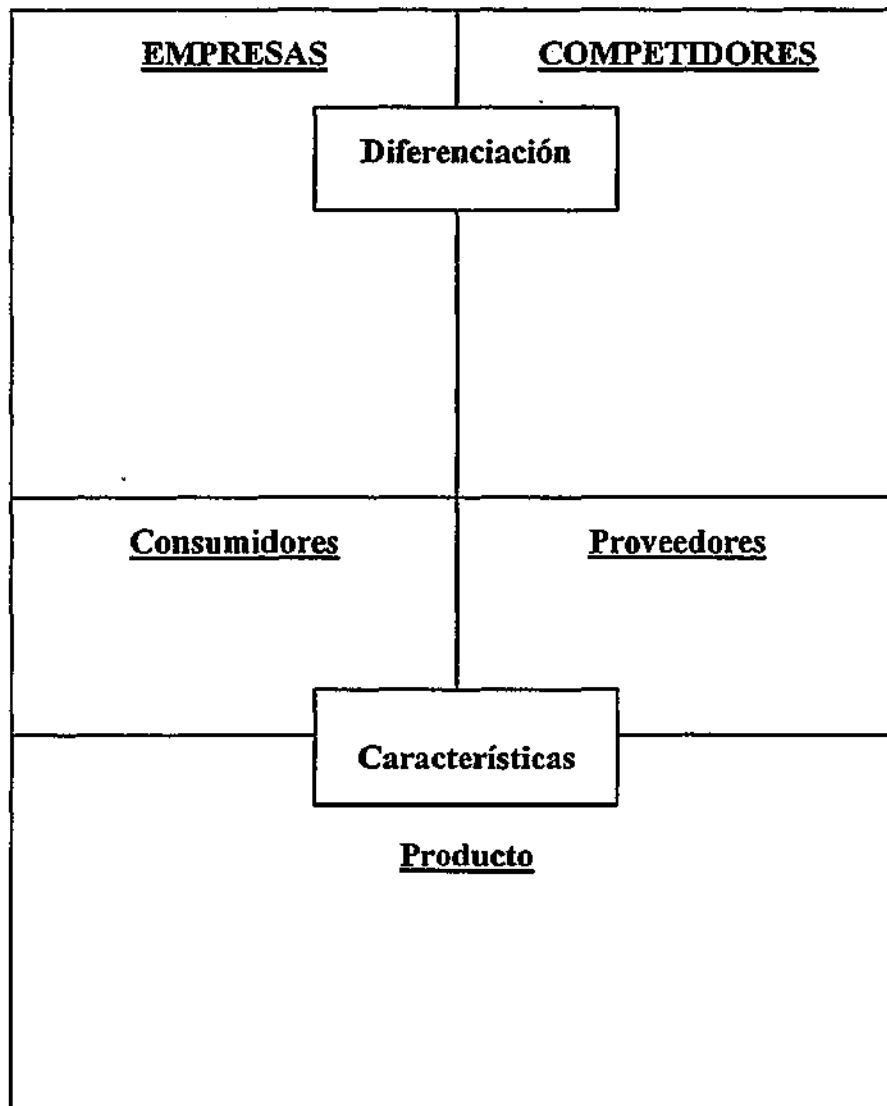 EMPRESAS
COMPETIDORES
Diferenciación
Consumidores
Proveedores
Características
Producto